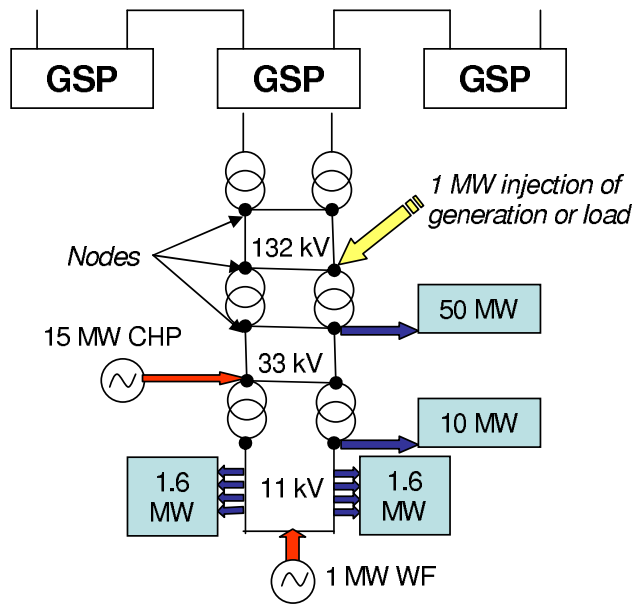 GSP
GSP
GSP
1 MW injection of
generation or load
132 kV
Nodes
50 MW
15 MW CHP
33 kV
10 MW
1.6
MW
11 kV
1.6
MW
1 MW WF